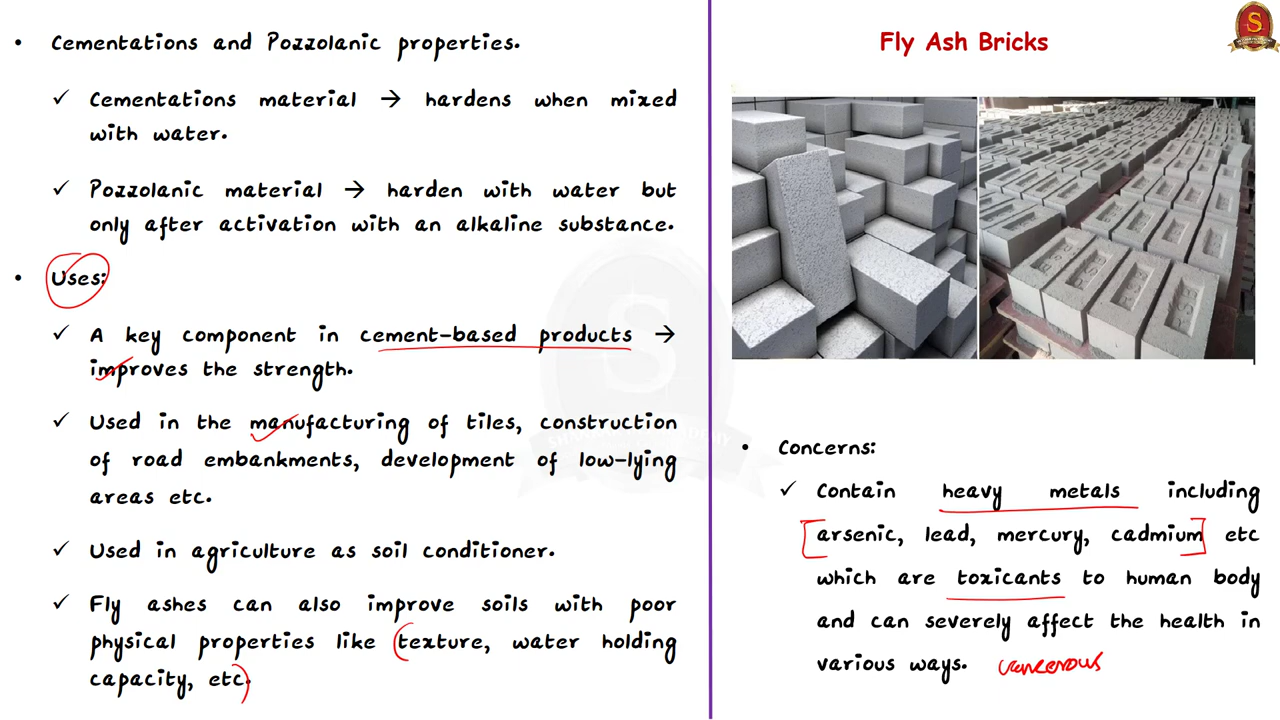 • Cementations and Pozzolanic properties.
✓ Cementations material → hardens when mixed
with water.
✓ Pozzolanic material → harden with water but
only after activation with an alkaline substance.
• Uses:
✓ A key component in cement-based products →
improves the strength.
✓ Used in the manufacturing of tiles, construction
of road embankments, development of low-lying
areas etc.
✓ Used in agriculture as soil conditioner.
✓ Fly ashes can also improve soils with poor
physical properties like texture, water holding
capacity, etc.
Fly Ash Bricks
• Concerns:
✓ Contain heavy metals including
arsenic, lead, mercury, cadmium etc
which are toxicants to human body
and can severely affect the health in
various ways. cancerous